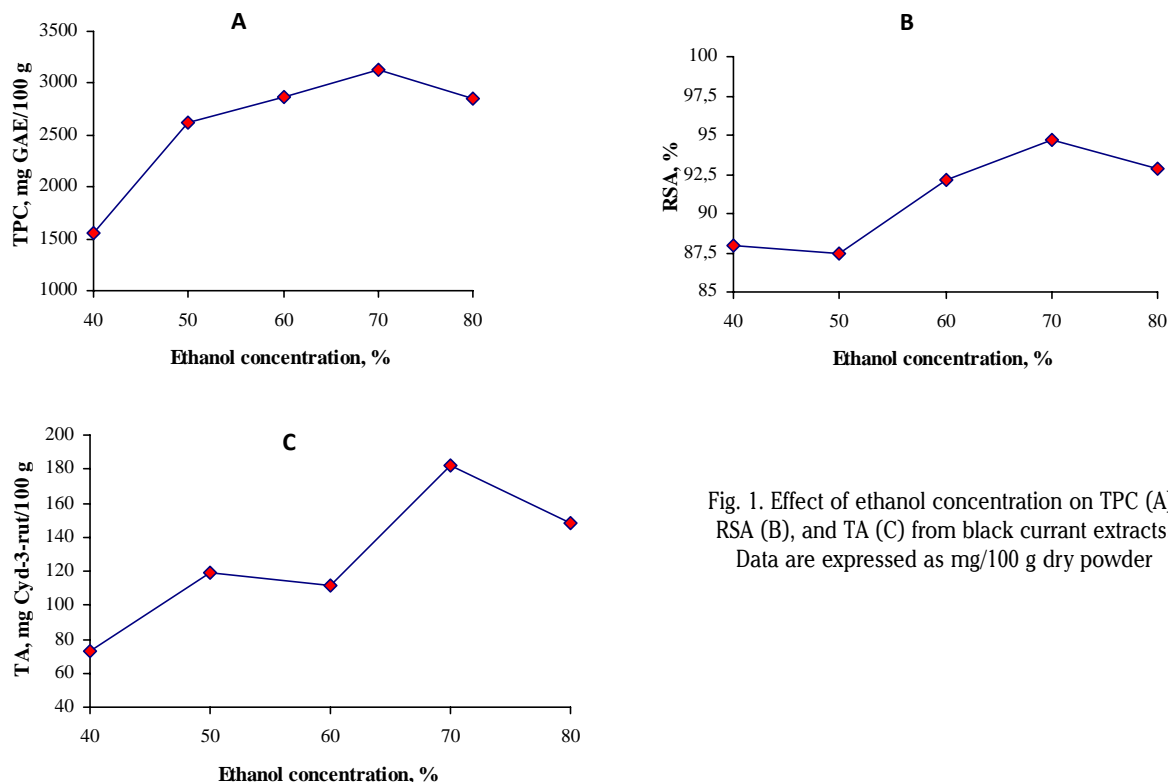 A
3500
3000
2500
2000
1500
1000
TPC, mg GAE/100 g
40 50 60 70 80
Ethanol concentration, %
B
100
97,5
95
92,5
90
87,5
85
RSA, %
40 50 60 70 80
Ethanol concentration, %
C
200
180
160
140
120
100
80
60
40
TA, mg Cyd-3-rut/100 g
40 50 60 70 80
Ethanol concentration, %
Fig. 1. Effect of ethanol concentration on TPC (A)
RSA (B), and TA (C) from black currant extracts
Data are expressed as mg/100 g dry powder